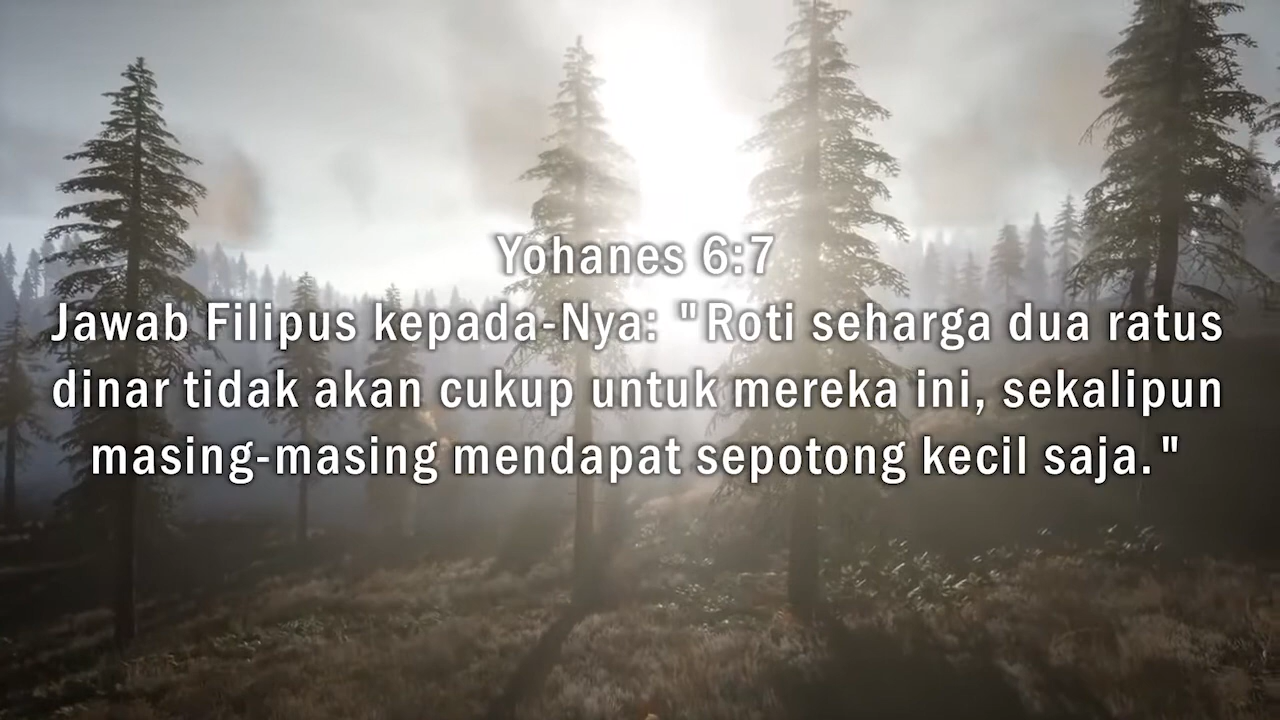 Yohanes 6:7
Jawab Filipus kepada-Nya: "Roti seharga dua ratus
dinar tidak akan cukup untuk mereka ini, sekalipun
masing-masing mendapat sepotong kecil saja."